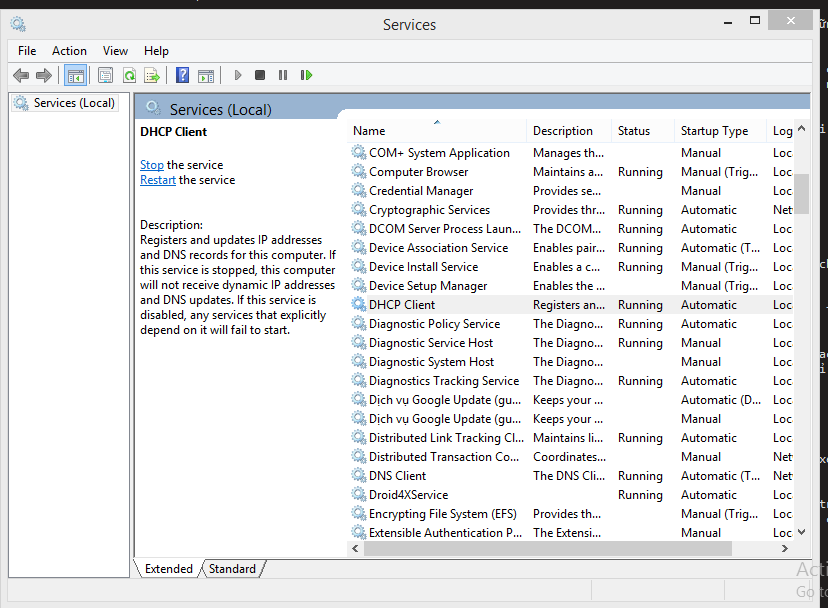 Services
File Action View Help
Services (Local)
Services (Local)
DHCP Client
Stop the service
Restart the service
Description:
Registers and updates IP addresses
and DNS records for this computer. If
this service is stopped, this computer
will not receive dynamic IP addresses
and DNS updates. If this service is
disabled, any services that explicitly
depend on it will fail to start.
Name Description Status Startup Type Log
COM+ System Application Manages th... Manual Loc
Computer Browser Maintains a... Running Manual (Trig... Loc
Credential Manager Provides se... Manual Loc
Cryptographic Services Provides thr... Running Automatic Net
DCOM Server Process Laun... The DCOM... Running Automatic Loc
Device Association Service Enables pair... Running Automatic (T... Loc
Device Install Service Enables a c... Running Manual (Trig... Loc
Device Setup Manager Enables the ... Manual (Trig... Loc
DHCP Client Registers an... Running Automatic Loc
Diagnostic Policy Service The Diagno... Running Automatic Loc
Diagnostic Service Host The Diagno... Running Manual Loc
Diagnostic System Host The Diagno... Manual Loc
Diagnostics Tracking Service The Diagno... Running Automatic Loc
Dịch vụ Google Update (gu... Keeps your ... Automatic (D... Loc
Dịch vụ Google Update (gu... Keeps your ... Manual Loc
Distributed Link Tracking Cl... Maintains li... Running Automatic Loc
Distributed Transaction Co... Coordinates... Manual Net
DNS Client The DNS Cli... Running Automatic (T... Net
Droid4XService Running Automatic Loc
Encrypting File System (EFS) Provides th... Manual (Trig... Loc
Extensible Authentication P... The Extensi... Manual Loc
Extended Standard
Acti
Go to